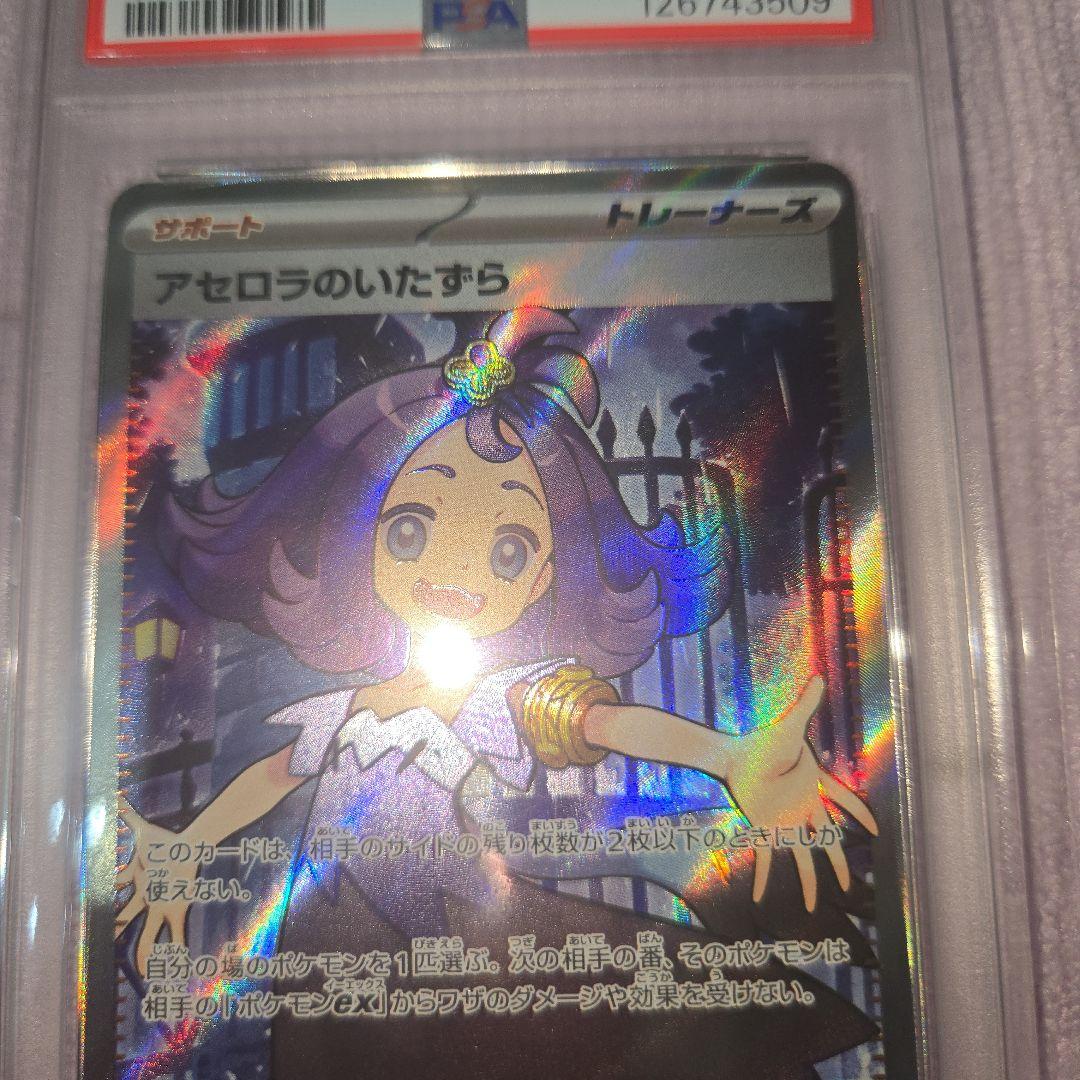 PSA
126743509
サポート
トレーナーズ
アセロラのいたずら
このカードは、相手のサイドの残り枚数が2枚以下のときにしか
使えない。
自分の場のポケモンを1匹選ぶ。次の相手の番、そのポケモンは
相手の「ポケモンex」からワザのダメージや効果を受けない。